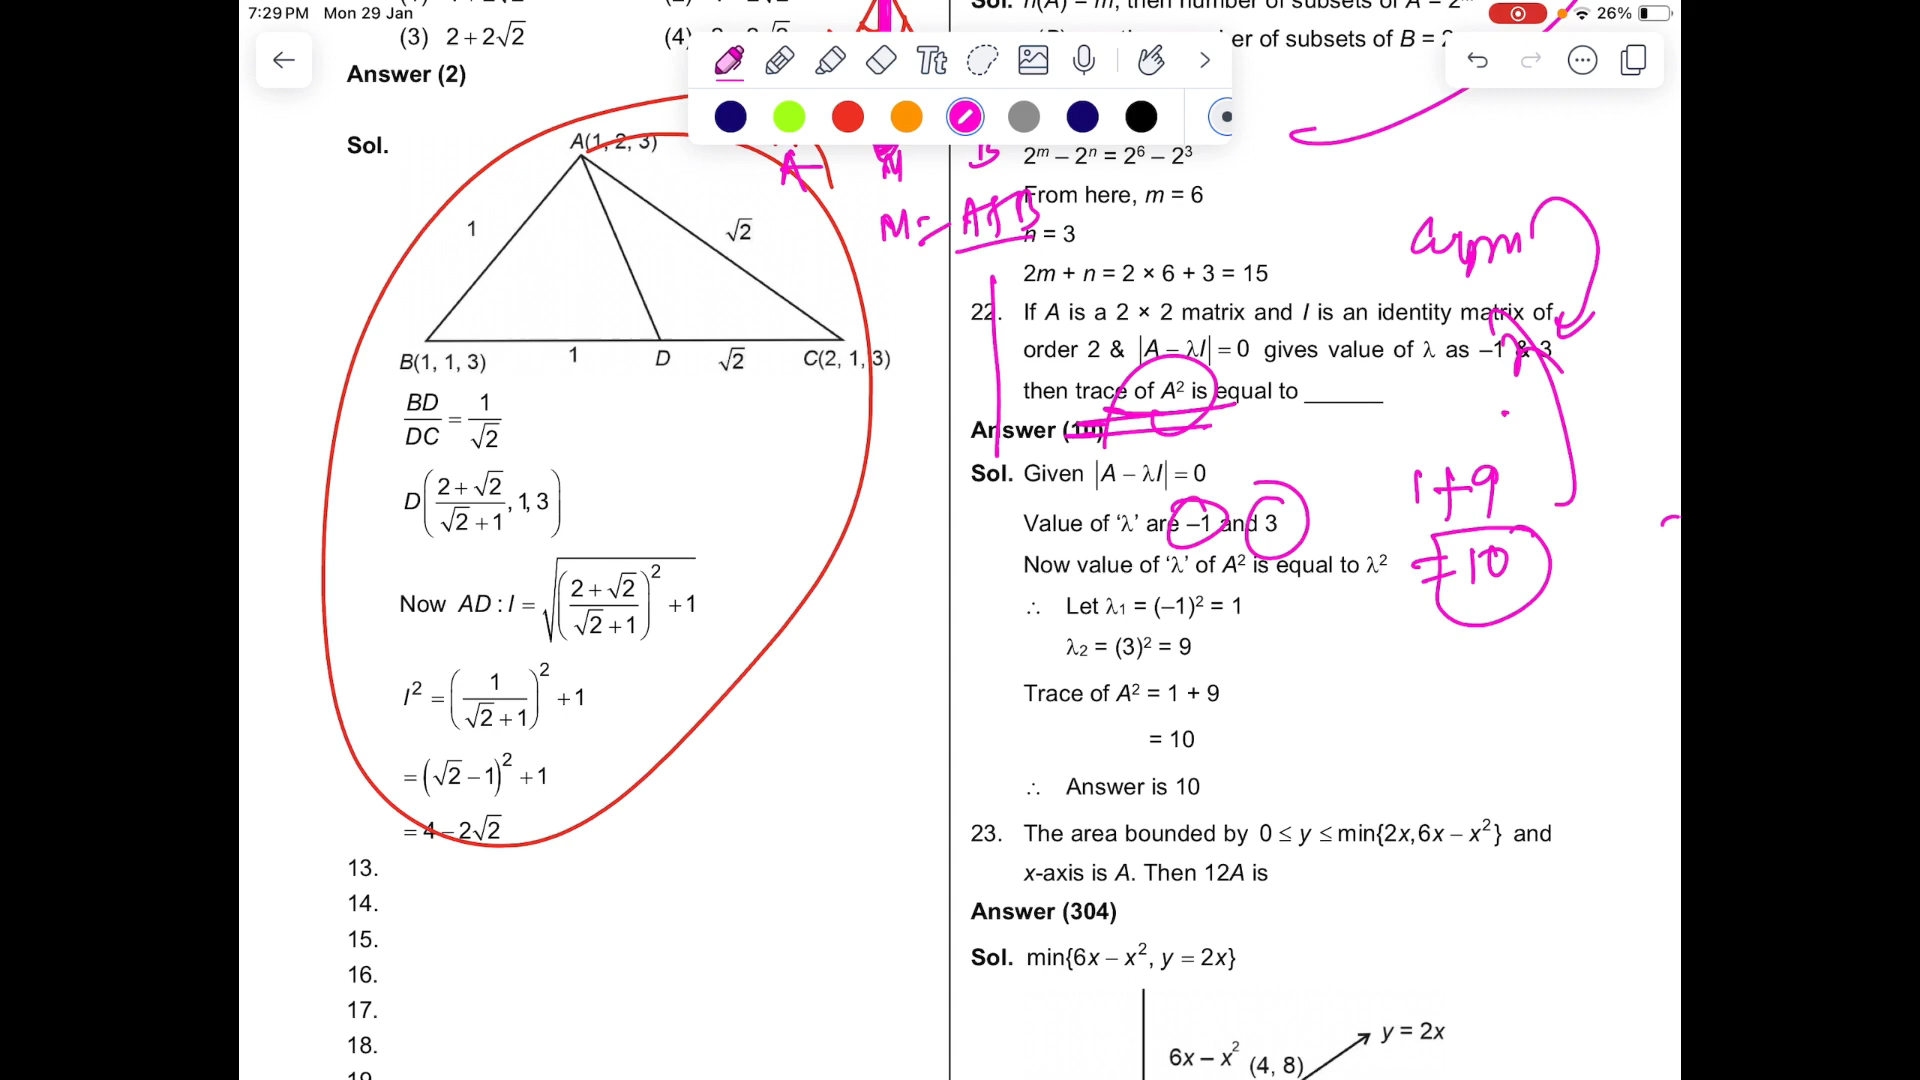 7:29 PM Mon 29 Jan
26%
(3) 2 + 2√2
Answer (2)
Sol.
A(1, 2, 3)
1
√2
B(1, 1, 3)
1
D
√2
C(2, 1, 3)
BD/DC = 1/√2
D((2 + √2)/(√2 + 1), 1, 3)
Now AD : l = √(((2 + √2)/(√2 + 1))² + 1)
l² = (1/(√2 + 1))² + 1
= (√2 – 1)² + 1
= 4 – 2√2
13.
14.
15.
16.
17.
18.
Tt
er of subsets of B = 2
A
M
B
M = A+B
2ᵐ – 2ⁿ = 2⁶ – 2³
From here, m = 6
n = 3
2m + n = 2 × 6 + 3 = 15
22. If A is a 2 × 2 matrix and I is an identity matrix of
order 2 & |A – λI| = 0 gives value of λ as –1 & 3
then trace of A² is equal to ______
Answer (10)
Sol. Given |A – λI| = 0
Value of ‘λ’ are –1 and 3
Now value of ‘λ’ of A² is equal to λ²
∴ Let λ₁ = (–1)² = 1
λ₂ = (3)² = 9
Trace of A² = 1 + 9
= 10
∴ Answer is 10
1+9
= 10
23. The area bounded by 0 ≤ y ≤ min{2x, 6x – x²} and
x-axis is A. Then 12A is
Answer (304)
Sol. min{6x – x², y = 2x}
y = 2x
6x – x² (4, 8)